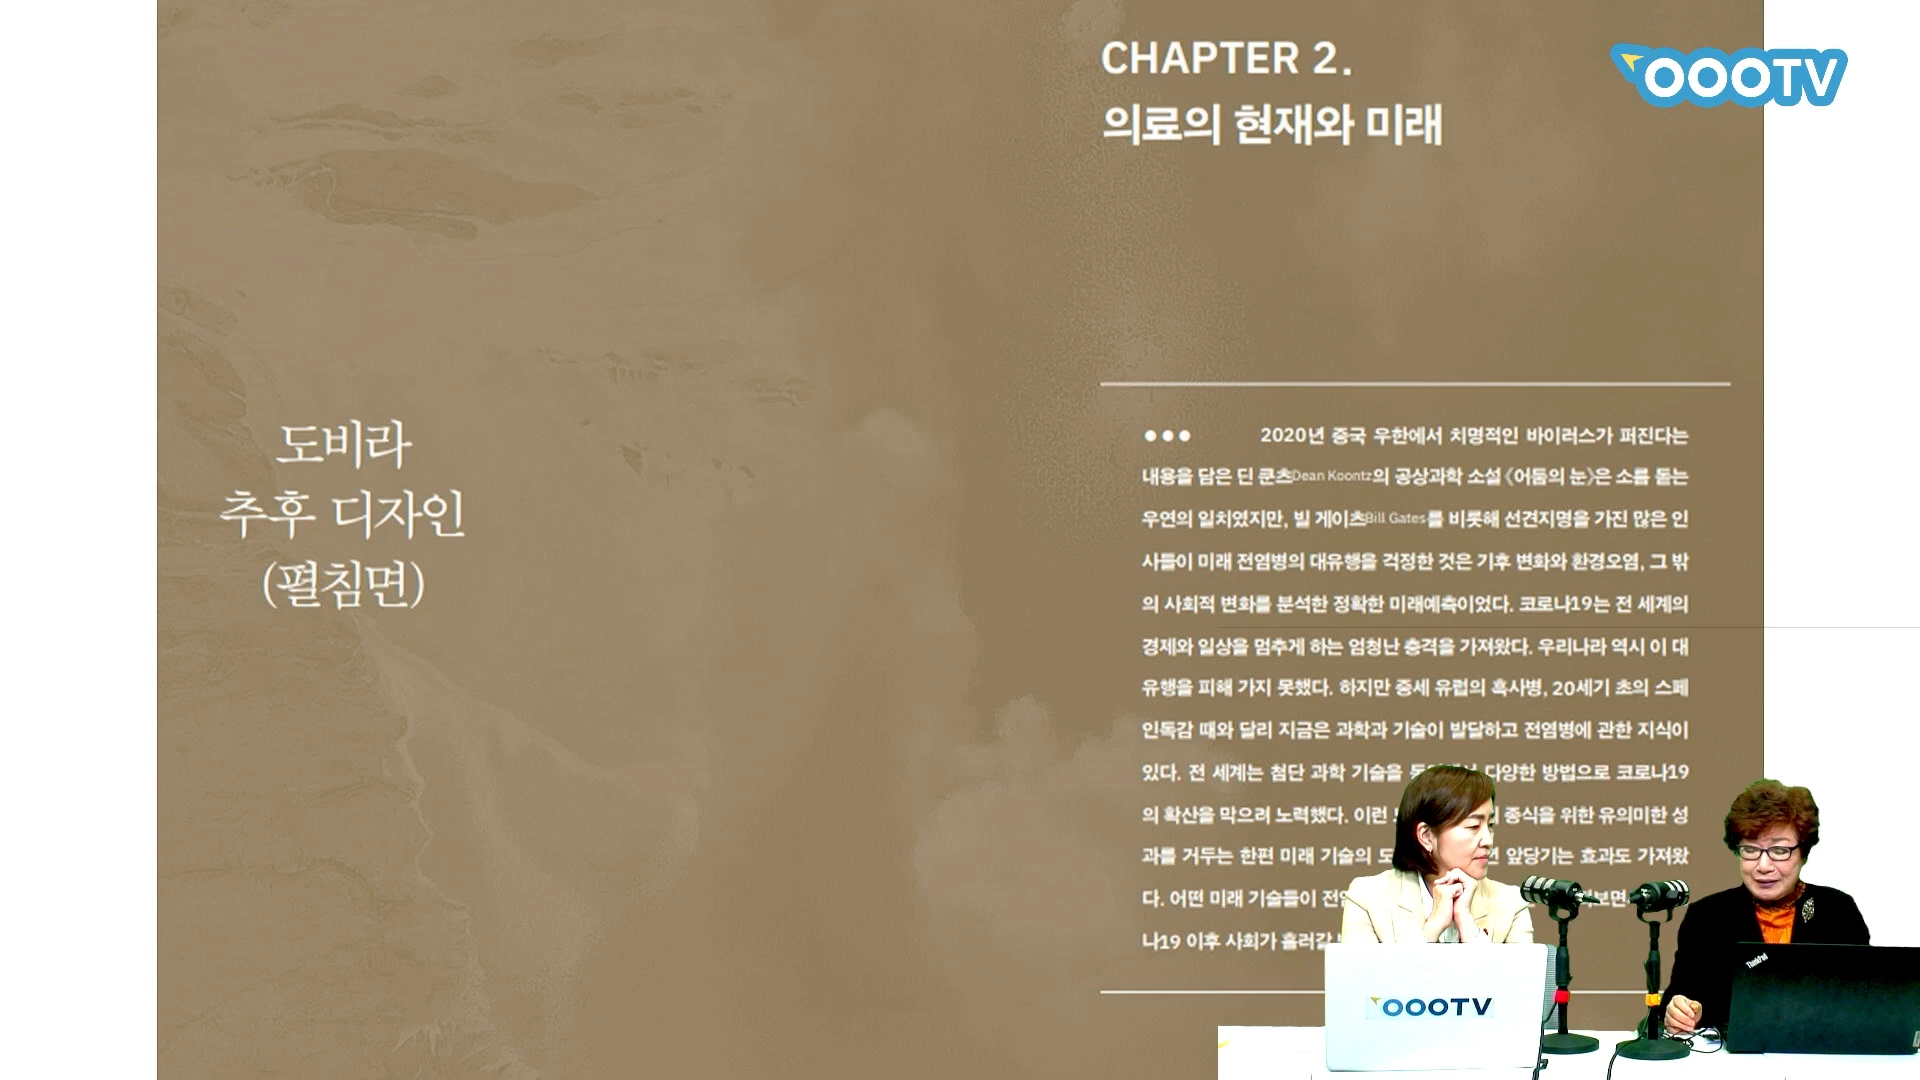 CHAPTER 2.
의료의 현재와 미래
OOOTV
도비라
추후 디자인
(펼침면)
●●● 2020년 중국 우한에서 치명적인 바이러스가 퍼진다는
내용을 담은 딘 쿤츠Dean Koontz의 공상과학 소설 《어둠의 눈》은 소름 돋는
우연의 일치였지만, 빌 게이츠Bill Gates를 비롯해 선견지명을 가진 많은 인
사들이 미래 전염병의 대유행을 걱정한 것은 기후 변화와 환경오염, 그 밖
의 사회적 변화를 분석한 정확한 미래예측이었다. 코로나19는 전 세계의
경제와 일상을 멈추게 하는 엄청난 충격을 가져왔다. 우리나라 역시 이 대
유행을 피해 가지 못했다. 하지만 중세 유럽의 흑사병, 20세기 초의 스페
인독감 때와 달리 지금은 과학과 기술이 발달하고 전염병에 관한 지식이
있다. 전 세계는 첨단 과학 기술을 다양한 방법으로 코로나19
의 확산을 막으려 노력했다. 이런 종식을 위한 유의미한 성
과를 거두는 한편 미래 기술의 앞당기는 효과도 가져왔
다. 어떤 미래 기술들이
나19 이후 사회가 흘러갈
OOOTV
ThinkPad